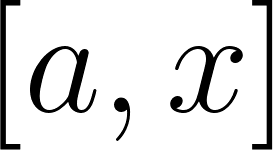 [a, x]